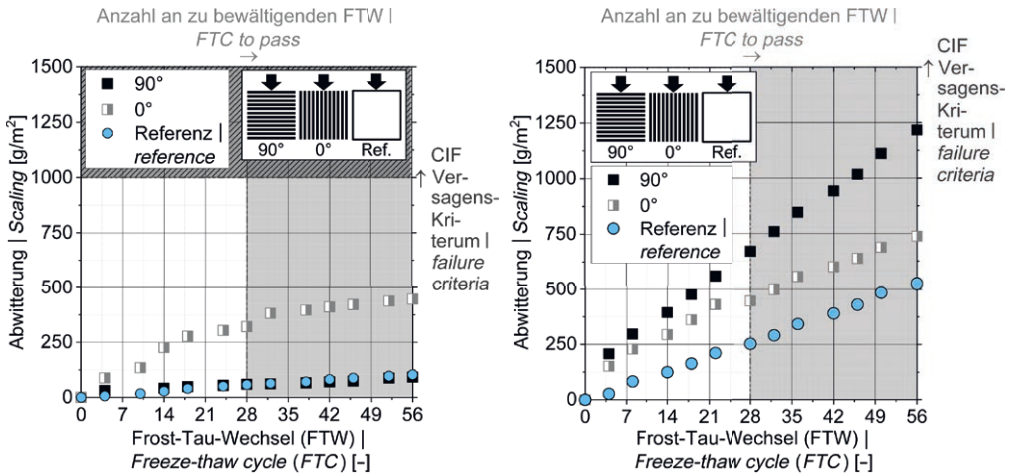 Anzahl an zu bewältigenden FTW |
FTC to pass
→
1500
1250
1000
750
500
250
0
Abwitterung | Scaling [g/m²]
90°
0°
Referenz |
reference
90°
0°
Ref.
CIF
↑ Ver-
sagens-
Kri-
terum |
failure
criteria
0 7 14 21 28 35 42 49 56
Frost-Tau-Wechsel (FTW) |
Freeze-thaw cycle (FTC) [-]
Anzahl an zu bewältigenden FTW |
FTC to pass
→
1500
1250
1000
750
500
250
0
Abwitterung | Scaling [g/m²]
90°
0°
Ref.
90°
0°
Referenz |
reference
CIF
↑ Ver-
sagens-
Kri-
terum |
failure
criteria
0 7 14 21 28 35 42 49 56
Frost-Tau-Wechsel (FTW) |
Freeze-thaw cycle (FTC) [-]